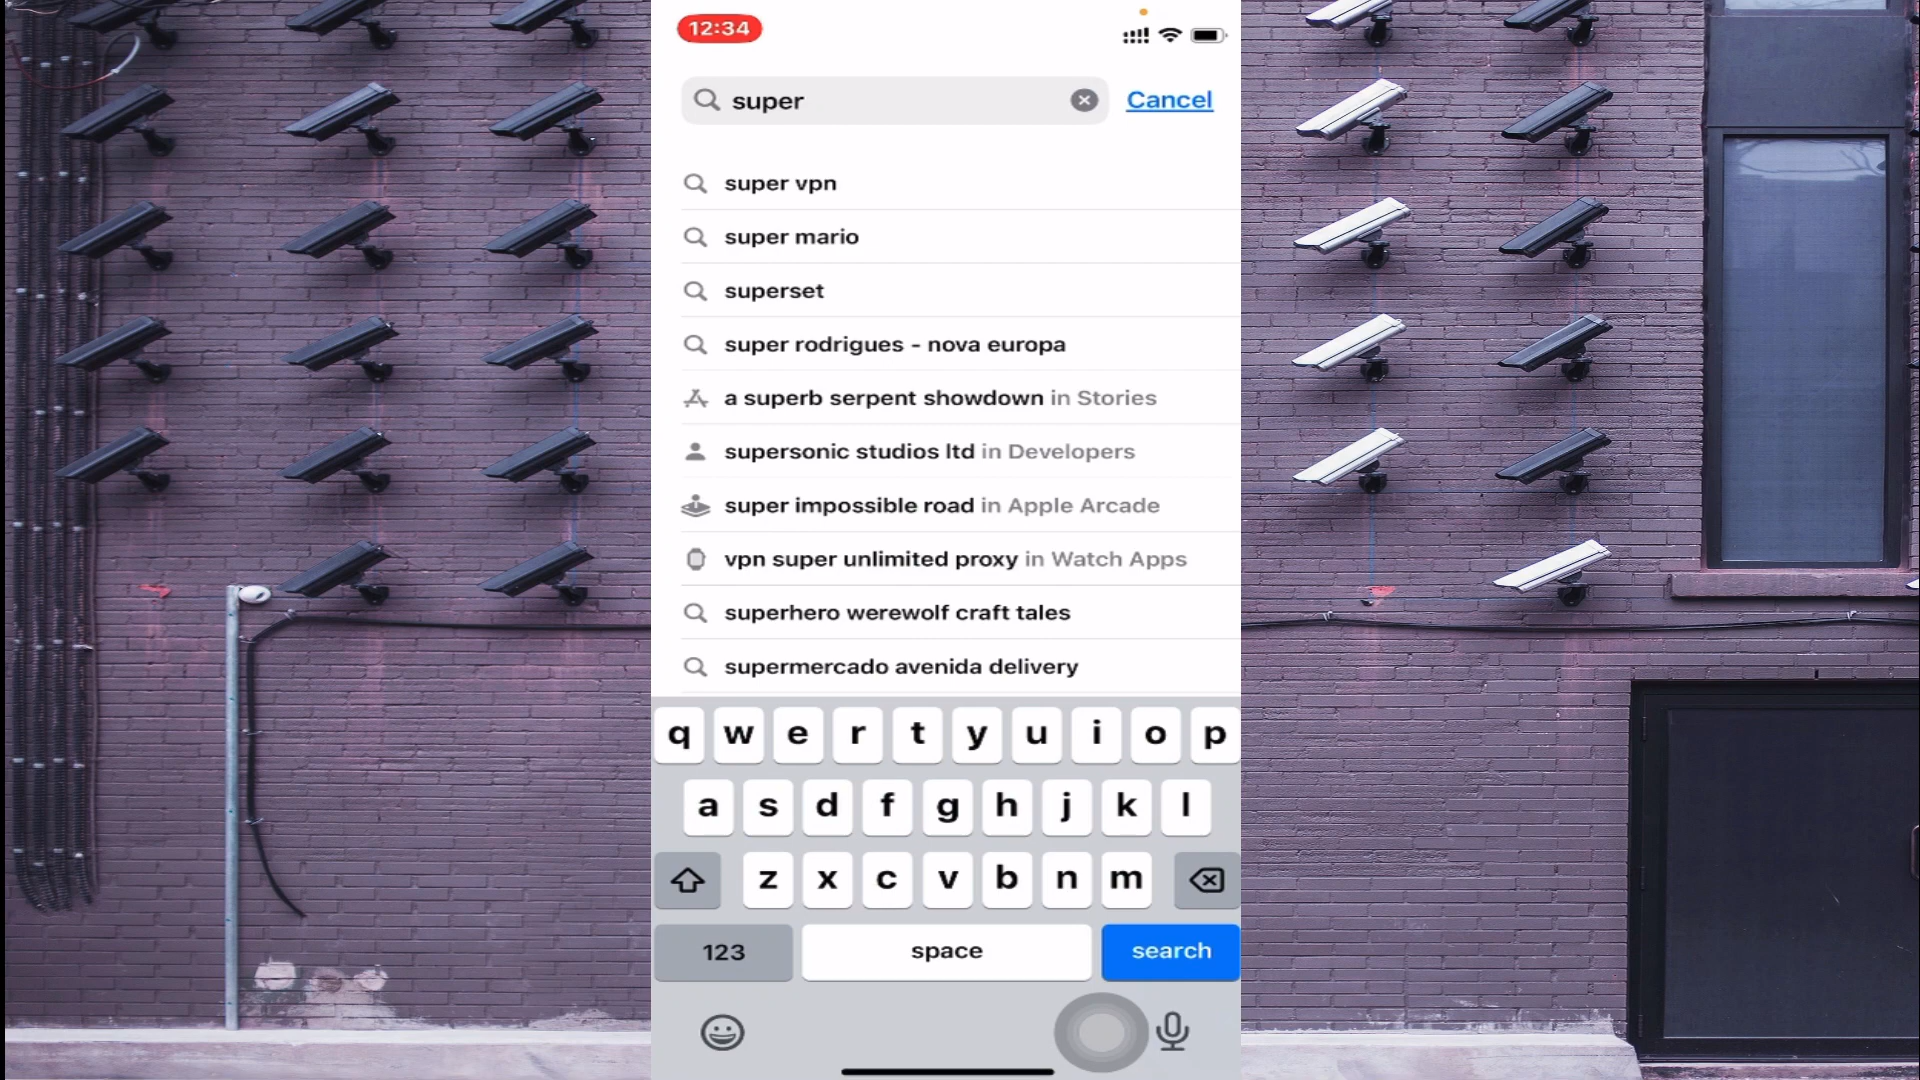 12:34
super
Cancel
super vpn
super mario
superset
super rodrigues - nova europa
a superb serpent showdown in Stories
supersonic studios ltd in Developers
super impossible road in Apple Arcade
vpn super unlimited proxy in Watch Apps
superhero werewolf craft tales
supermercado avenida delivery
q w e r t y u i o p
a s d f g h j k l
z x c v b n m
123 space search